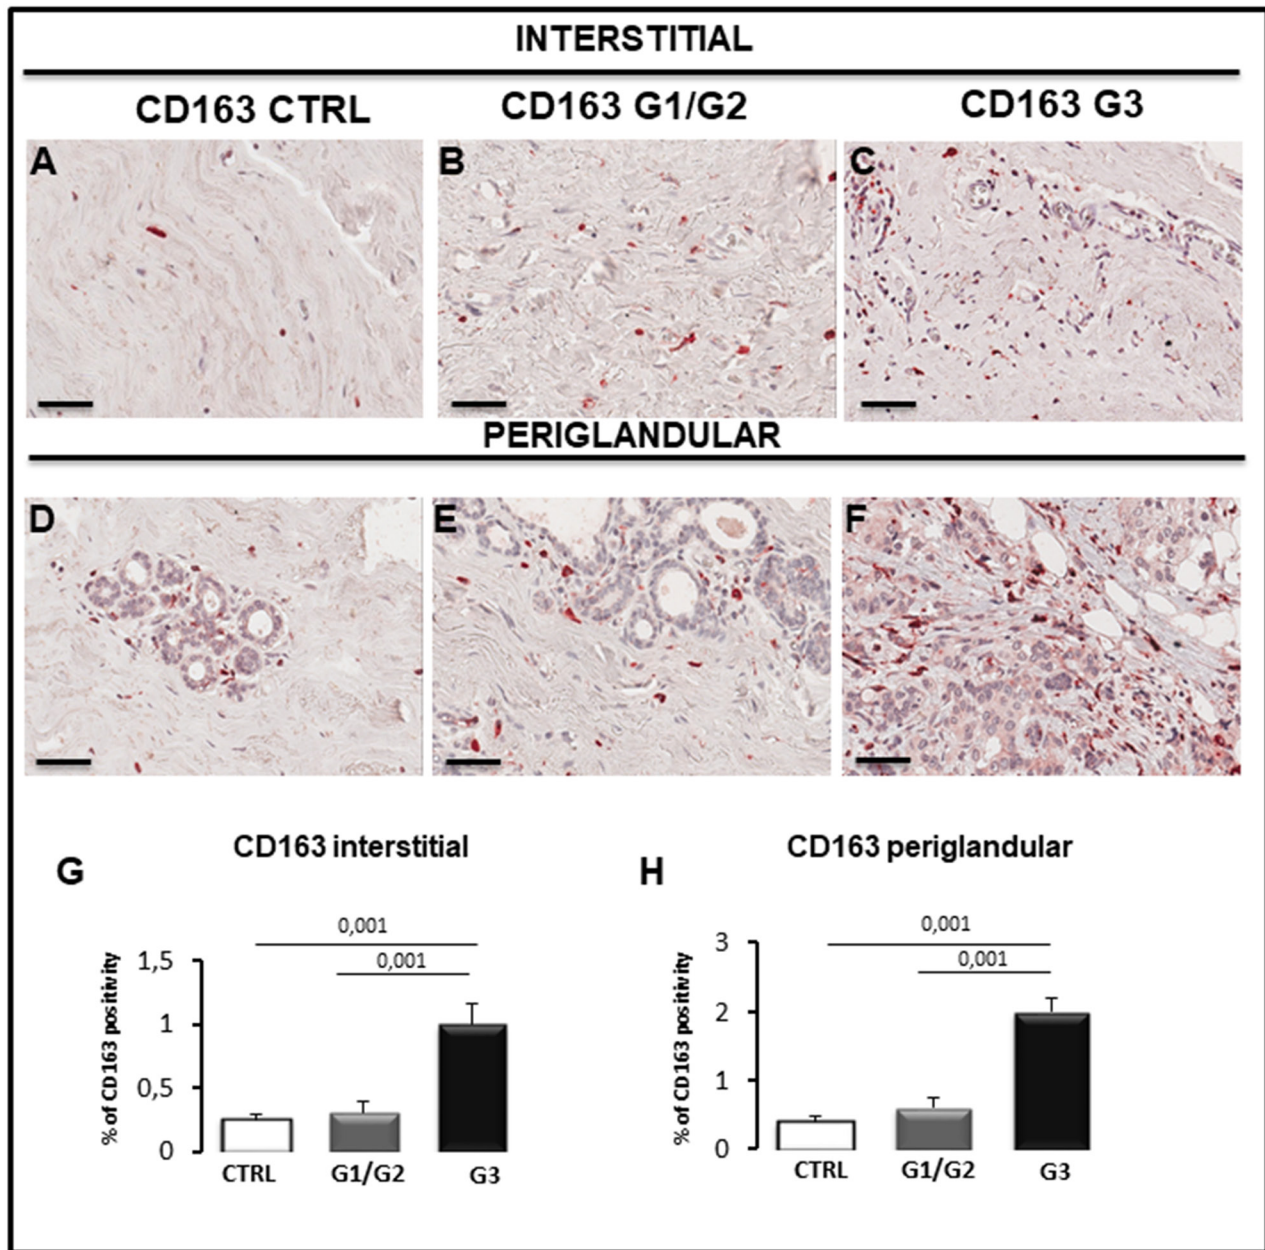 INTERSTITIAL
CD163 CTRL
CD163 G1/G2
CD163 G3
A
B
C
PERIGLANDULAR
D
E
F
G
CD163 interstitial
0,001
0,001
% of CD163 positivity
1,5
1
0,5
0
CTRL
G1/G2
G3
H
CD163 periglandular
0,001
0,001
% of CD163 positivity
3
2
1
0
CTRL
G1/G2
G3